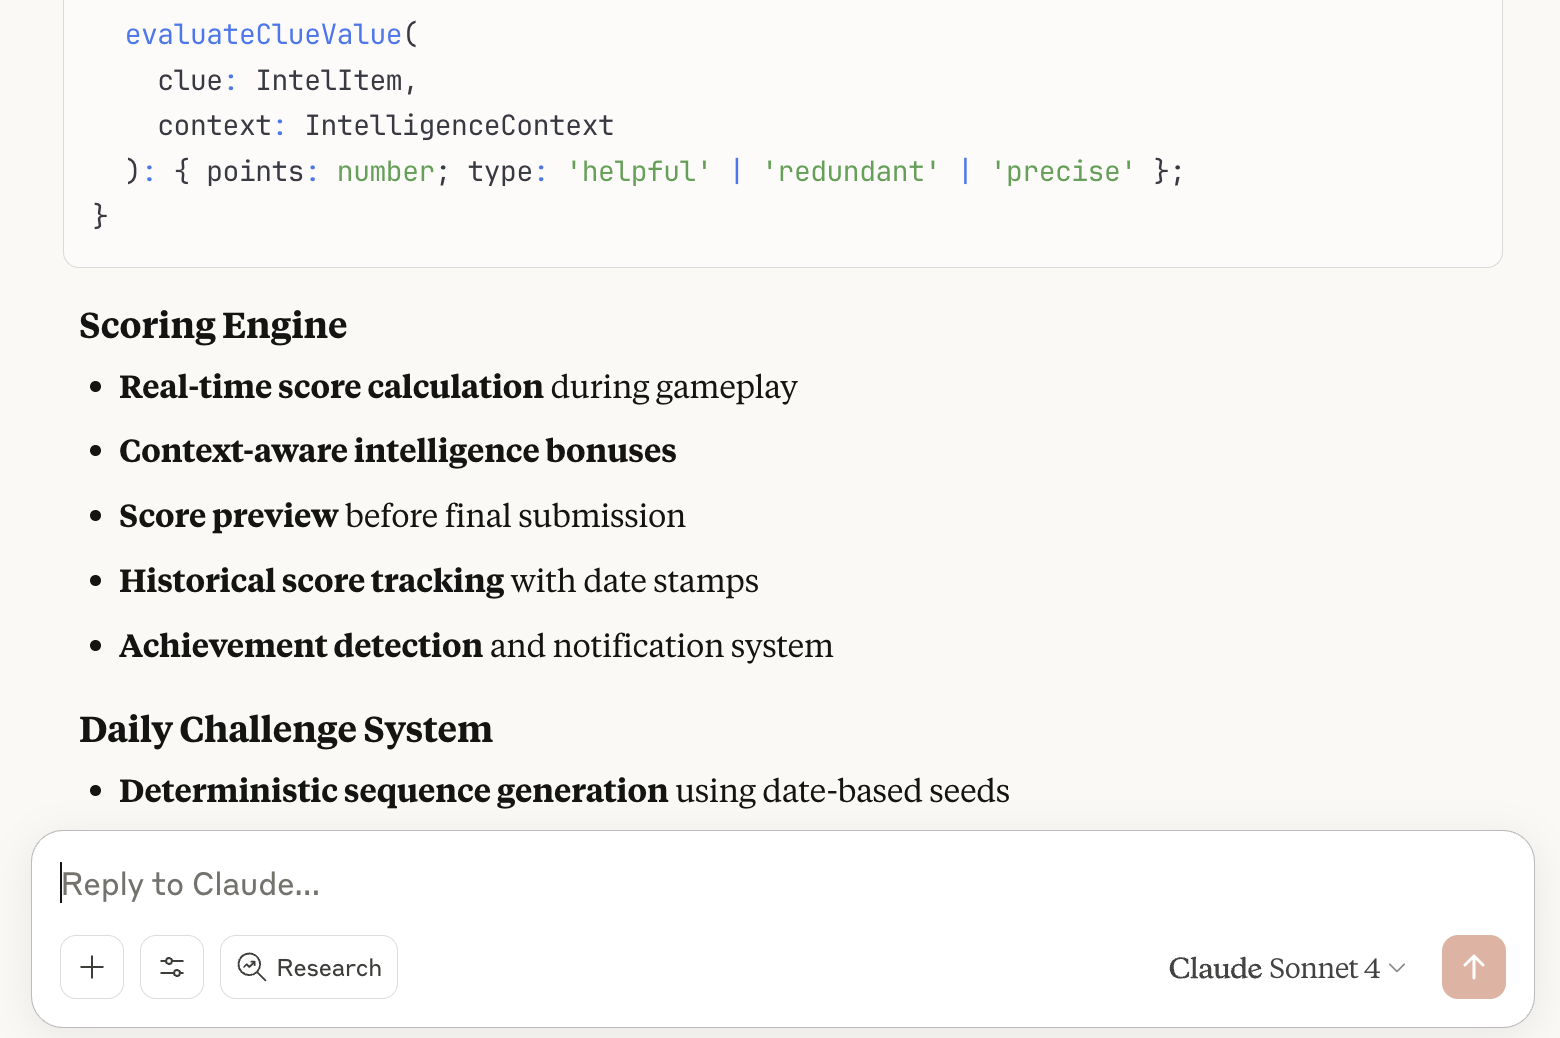 evaluateClueValue(
clue: IntelItem,
context: IntelligenceContext
): { points: number; type: 'helpful' | 'redundant' | 'precise' };
}
Scoring Engine
• Real-time score calculation during gameplay
• Context-aware intelligence bonuses
• Score preview before final submission
• Historical score tracking with date stamps
• Achievement detection and notification system
Daily Challenge System
• Deterministic sequence generation using date-based seeds
Reply to Claude...
Research
Claude Sonnet 4